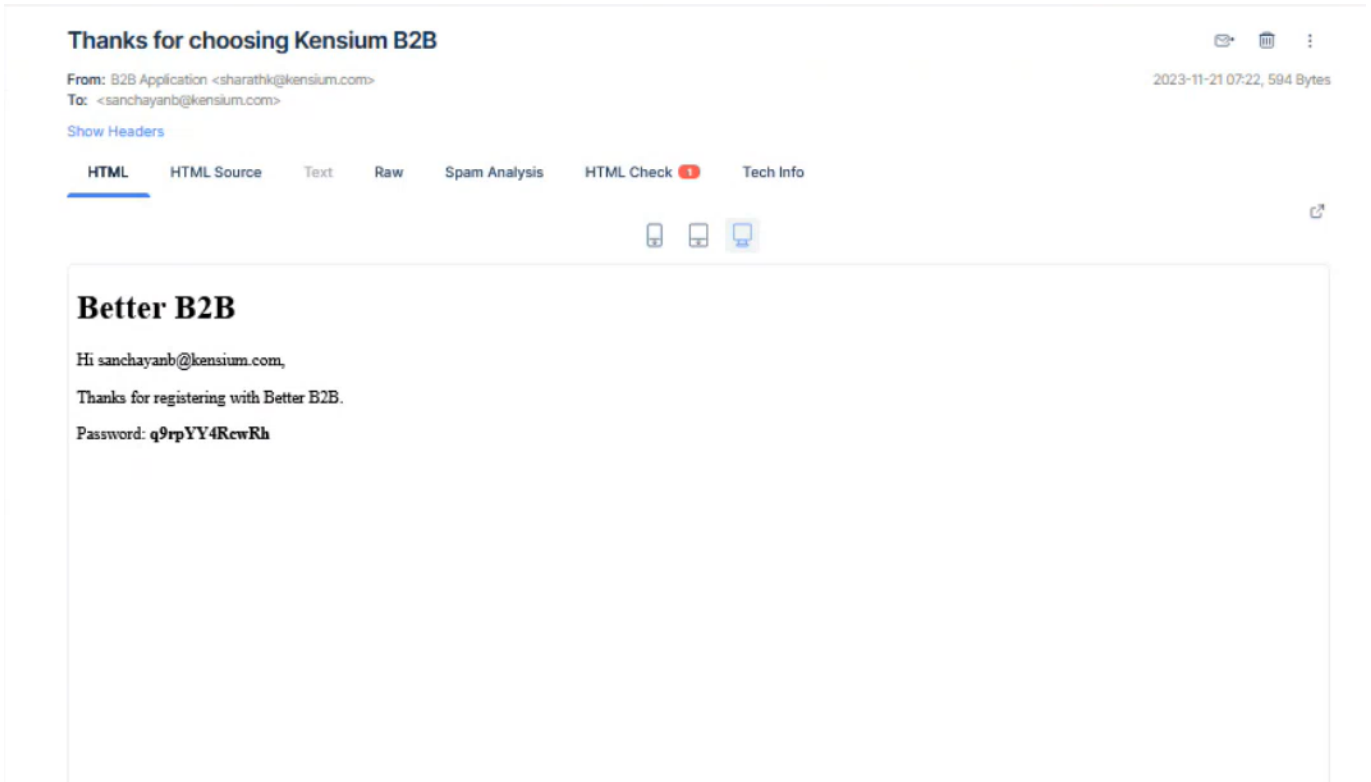 Thanks for choosing Kensium B2B
From: B2B Application <sharathk@kensium.com>
2023-11-21 07:22, 594 Bytes
To: <sanchayanb@kensium.com>
Show Headers
HTML HTML Source Text Raw Spam Analysis HTML Check 1 Tech Info
Better B2B
Hi sanchayanb@kensium.com,
Thanks for registering with Better B2B.
Password: q9rpYY4RcwRh